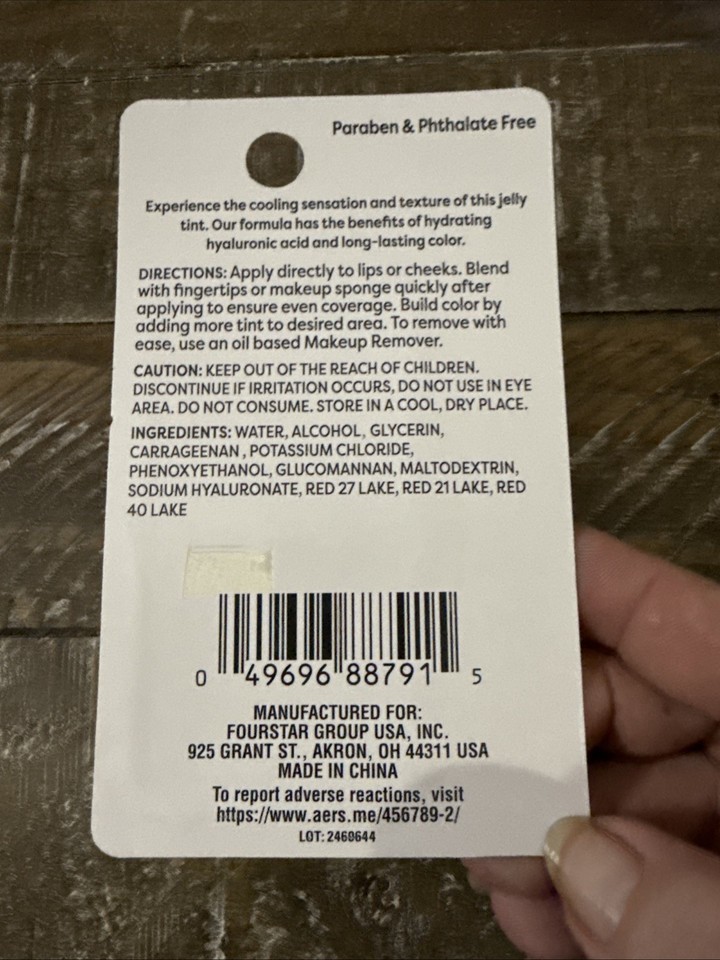 Paraben & Phthalate Free
Experience the cooling sensation and texture of this jelly
tint. Our formula has the benefits of hydrating
hyaluronic acid and long-lasting color.
DIRECTIONS: Apply directly to lips or cheeks. Blend
with fingertips or makeup sponge quickly after
applying to ensure even coverage. Build color by
adding more tint to desired area. To remove with
ease, use an oil based Makeup Remover.
CAUTION: KEEP OUT OF THE REACH OF CHILDREN.
DISCONTINUE IF IRRITATION OCCURS, DO NOT USE IN EYE
AREA. DO NOT CONSUME. STORE IN A COOL, DRY PLACE.
INGREDIENTS: WATER, ALCOHOL, GLYCERIN,
CARRAGEENAN , POTASSIUM CHLORIDE,
PHENOXYETHANOL, GLUCOMANNAN, MALTODEXTRIN,
SODIUM HYALURONATE, RED 27 LAKE, RED 21 LAKE, RED
40 LAKE
0 49696 88791 5
MANUFACTURED FOR:
FOURSTAR GROUP USA, INC.
925 GRANT ST., AKRON, OH 44311 USA
MADE IN CHINA
To report adverse reactions, visit
https://www.aers.me/456789-2/
LOT: 2460644